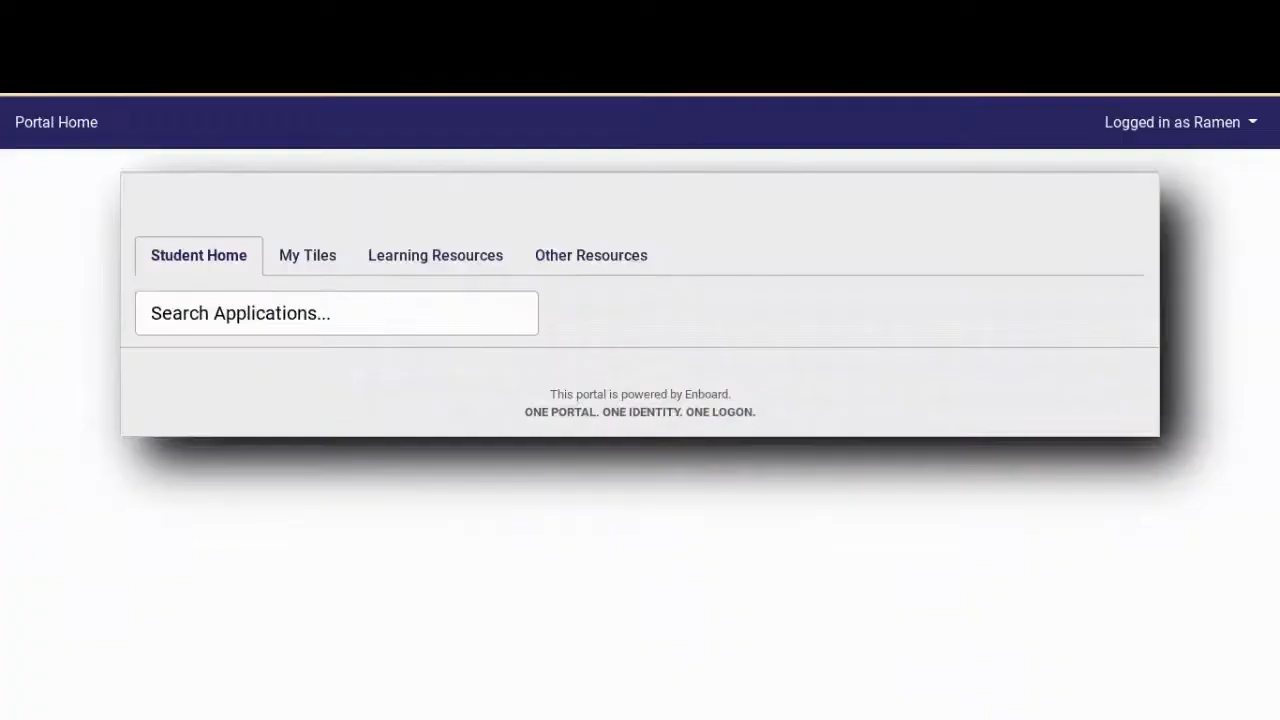 Portal Home
Logged in as Ramen
Student Home
My Tiles
Learning Resources
Other Resources
Search Applications...
This portal is powered by Enboard.
ONE PORTAL. ONE IDENTITY. ONE LOGON.